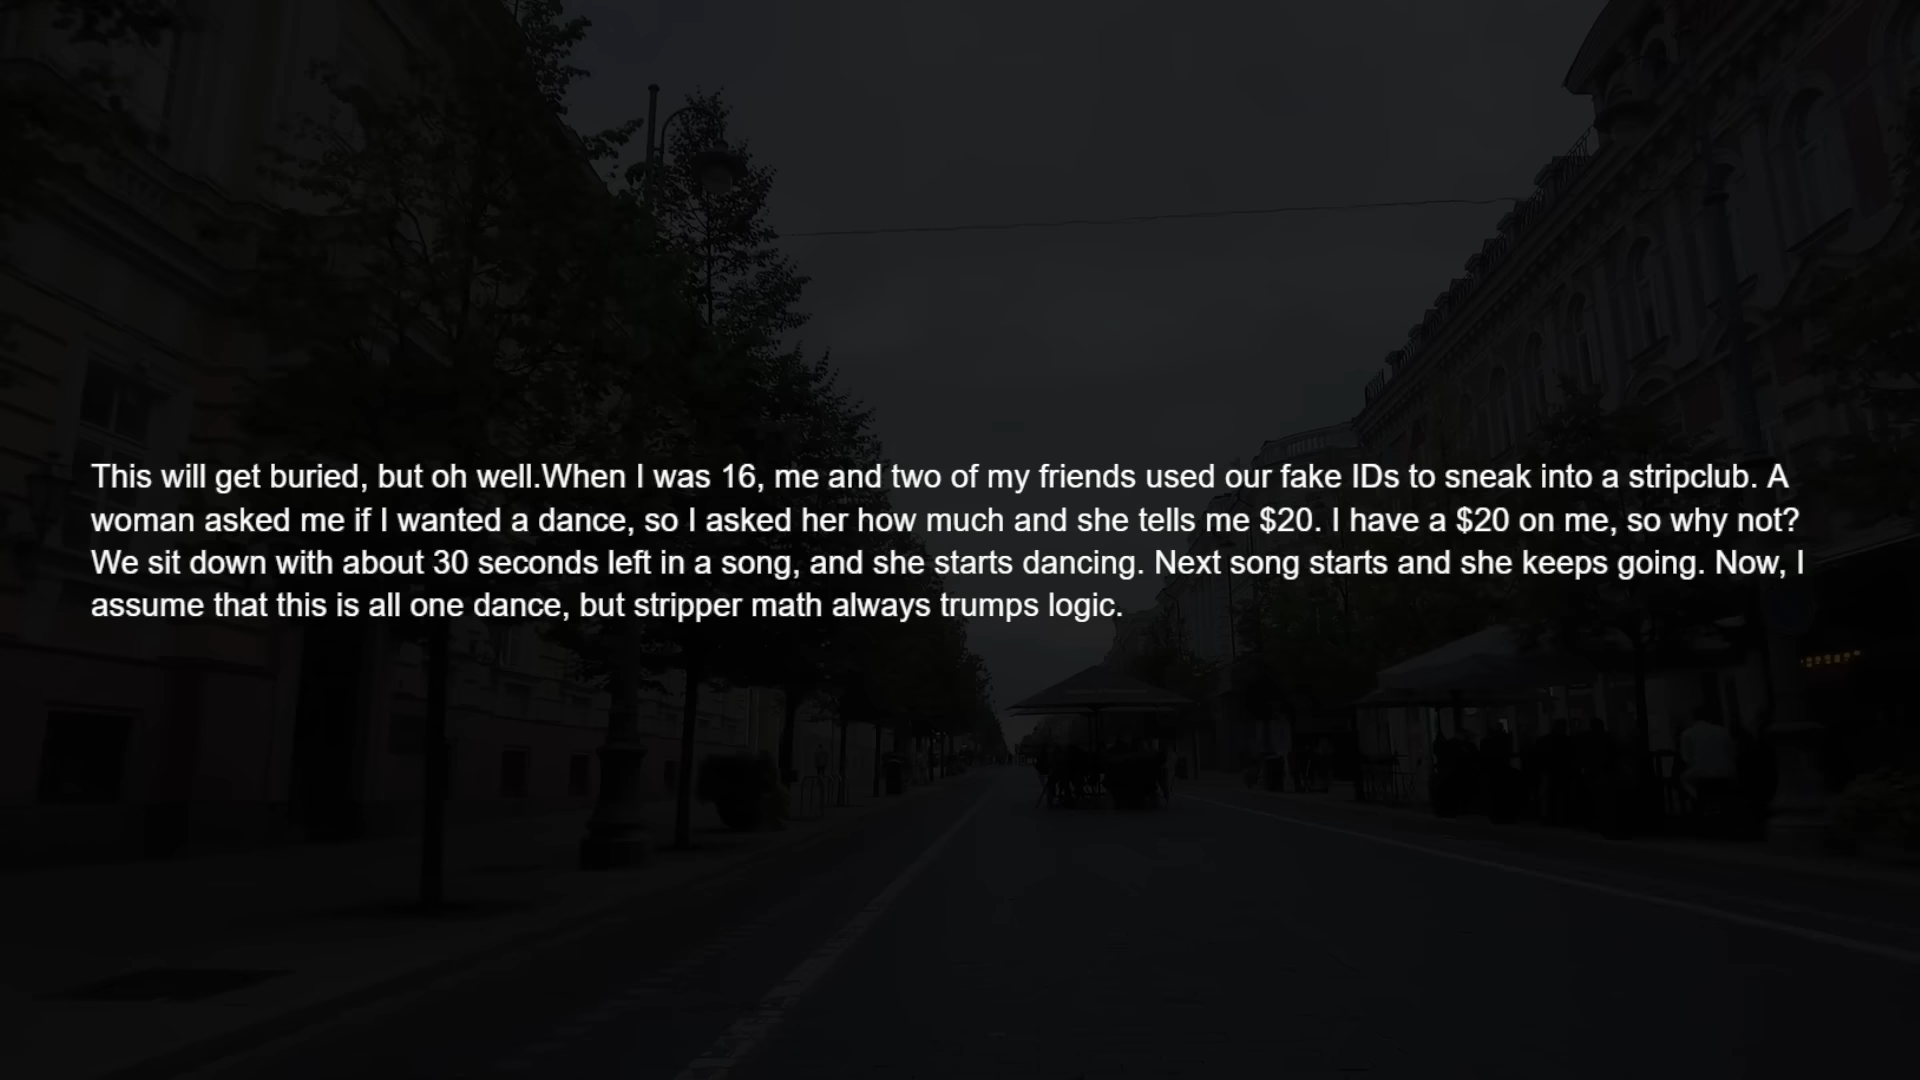 This will get buried, but oh well.When I was 16, me and two of my friends used our fake IDs to sneak into a stripclub. A
woman asked me if I wanted a dance, so I asked her how much and she tells me $20. I have a $20 on me, so why not?
We sit down with about 30 seconds left in a song, and she starts dancing. Next song starts and she keeps going. Now, I
assume that this is all one dance, but stripper math always trumps logic.